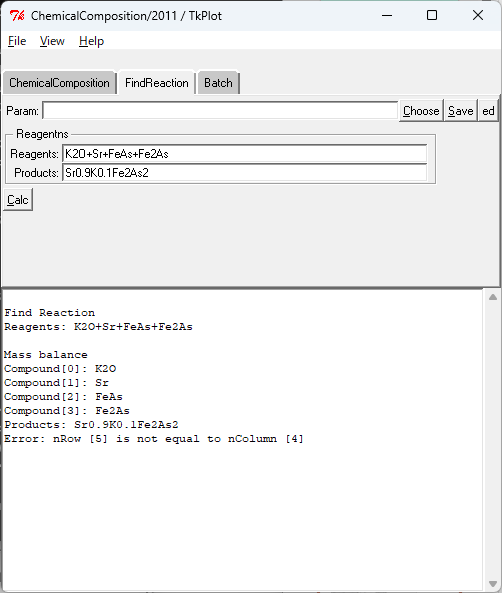 ChemicalComposition/2011 / TkPlot
File View Help
ChemicalComposition FindReaction Batch
Param: Choose Save ed
Reagentns
Reagents: K2O+Sr+FeAs+Fe2As
Products: Sr0.9K0.1Fe2As2
Calc
Find Reaction
Reagents: K2O+Sr+FeAs+Fe2As
Mass balance
Compound[0]: K2O
Compound[1]: Sr
Compound[2]: FeAs
Compound[3]: Fe2As
Products: Sr0.9K0.1Fe2As2
Error: nRow [5] is not equal to nColumn [4]